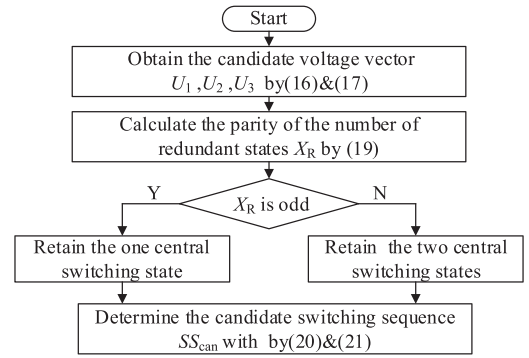 Start
Obtain the candidate voltage vector
U1 ,U2 ,U3 by(16)&(17)
Calculate the parity of the number of
redundant states XR by (19)
Y
XR is odd
N
Retain the one central
switching state
Retain the two central
switching states
Determine the candidate switching sequence
SScan with by(20)&(21)